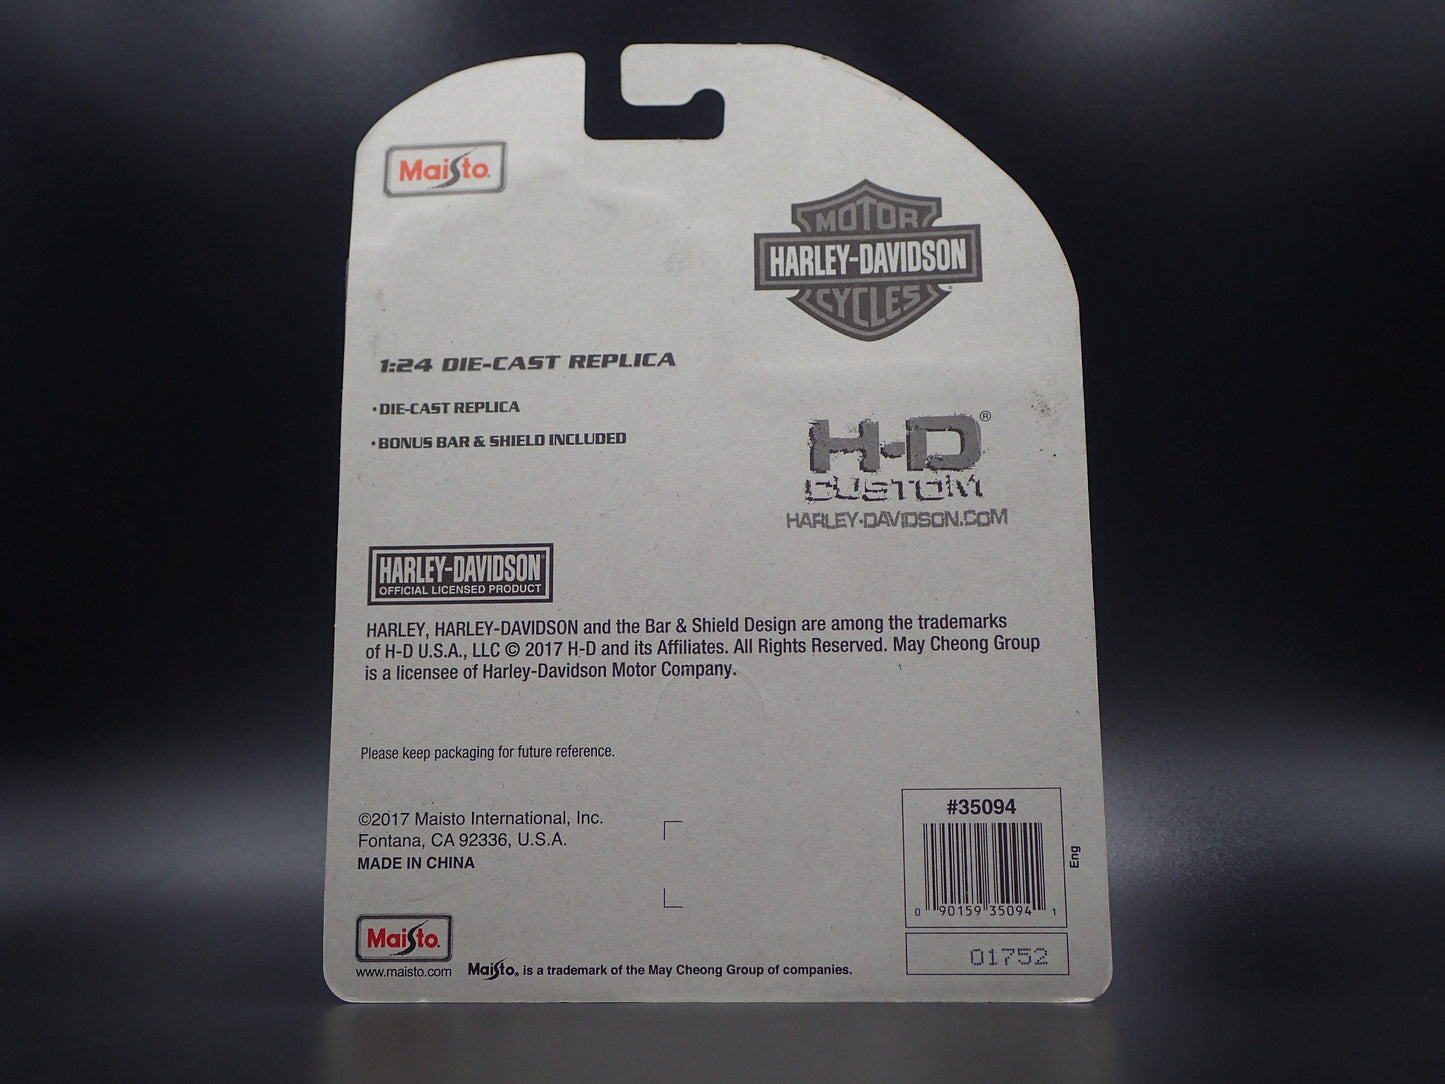 Maisto®
MOTOR
HARLEY-DAVIDSON
CYCLES
1:24 DIE-CAST REPLICA
•DIE-CAST REPLICA
•BONUS BAR & SHIELD INCLUDED
H-D®
CUSTOM
HARLEY-DAVIDSON.COM
HARLEY-DAVIDSON®
OFFICIAL LICENSED PRODUCT
HARLEY, HARLEY-DAVIDSON and the Bar & Shield Design are among the trademarks
of H-D U.S.A., LLC © 2017 H-D and its Affiliates. All Rights Reserved. May Cheong Group
is a licensee of Harley-Davidson Motor Company.
Please keep packaging for future reference.
©2017 Maisto International, Inc.
Fontana, CA 92336, U.S.A.
MADE IN CHINA
#35094
Eng
0 90159 35094 1
01752
Maisto®
www.maisto.com
Maisto® is a trademark of the May Cheong Group of companies.